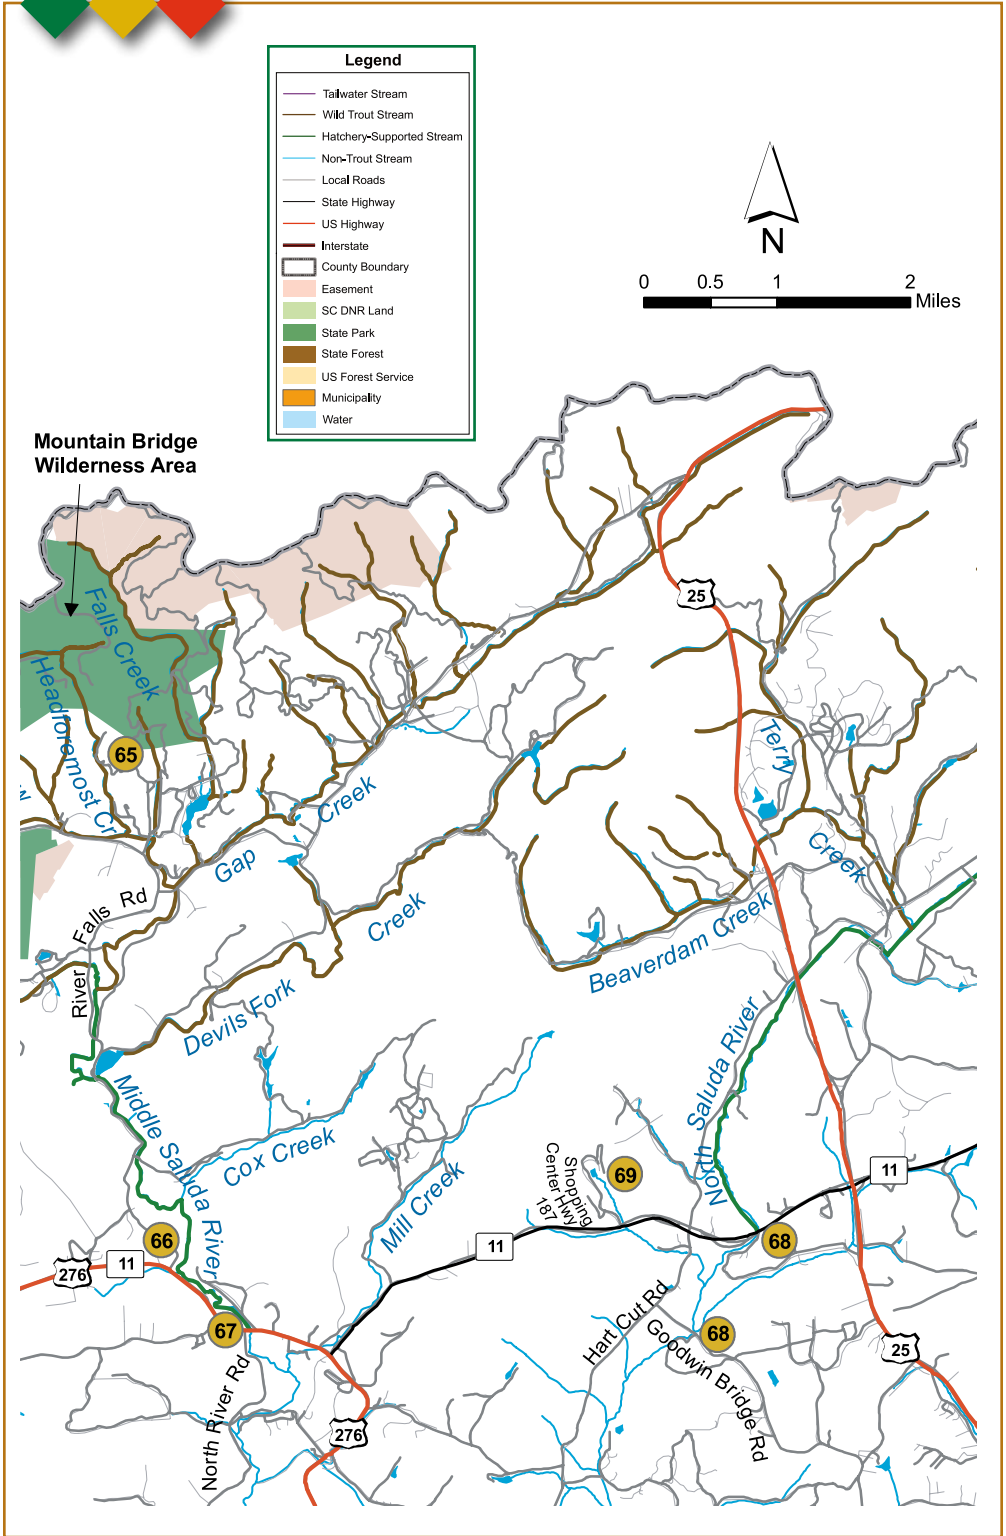 Legend
Tailwater Stream
Wild Trout Stream
Hatchery-Supported Stream
Non-Trout Stream
Local Roads
State Highway
US Highway
Interstate
County Boundary
Easement
SC DNR Land
State Park
State Forest
US Forest Service
Municipality
Water
N
0 0.5 1 2
Miles
Mountain Bridge
Wilderness Area
25
Falls Creek
Headforemost Cr
65
Terry
Creek
Gap
Creek
Creek
Falls Rd
River
Beaverdam Creek
Devils Fork
North Saluda River
Middle Saluda River
Cox Creek
Mill Creek
Shopping
Center Hwy
187
69
11
66
11
276
11
68
67
68
Hart Cut Rd
Goodwin Bridge Rd
25
North River Rd
276